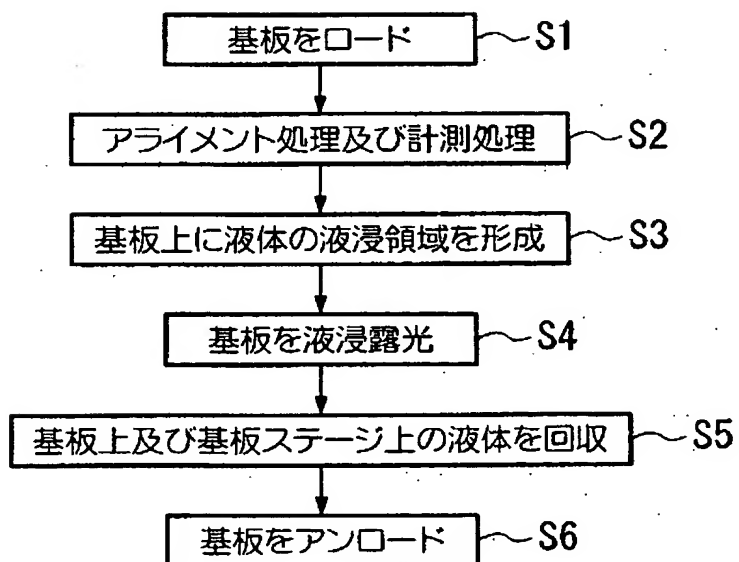 基板をロード S1
アライメント処理及び計測処理 S2
基板上に液体の液浸領域を形成 S3
基板を液浸露光 S4
基板上及び基板ステージ上の液体を回収 S5
基板をアンロード S6